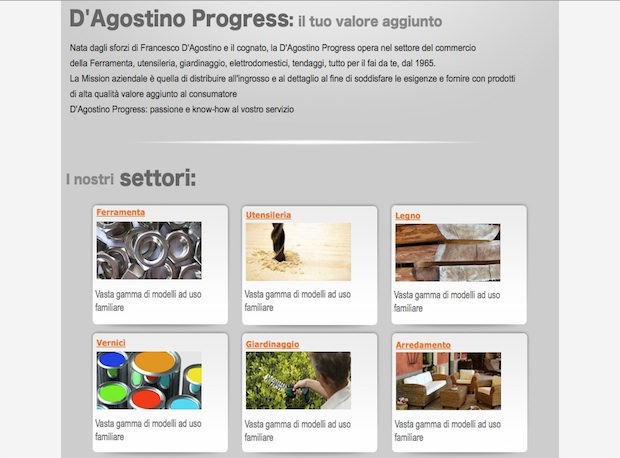 D'Agostino Progress: il tuo valore aggiunto
Nata dagli sforzi di Francesco D'Agostino e il cognato, la D'Agostino Progress opera nel settore del commercio
della Ferramenta, utensileria, giardinaggio, elettrodomestici, tendaggi, tutto per il fai da te, dal 1965.
La Mission aziendale è quella di distribuire all'ingrosso e al dettaglio al fine di soddisfare le esigenze e fornire con prodotti
di alta qualità valore aggiunto al consumatore
D'Agostino Progress: passione e know-how al vostro servizio
I nostri settori:
Ferramenta
Vasta gamma di modelli ad uso
familiare
Utensileria
Vasta gamma di modelli ad uso
familiare
Legno
Vasta gamma di modelli ad uso
familiare
Vernici
Vasta gamma di modelli ad uso
familiare
Giardinaggio
Vasta gamma di modelli ad uso
familiare
Arredamento
Vasta gamma di modelli ad uso
familiare